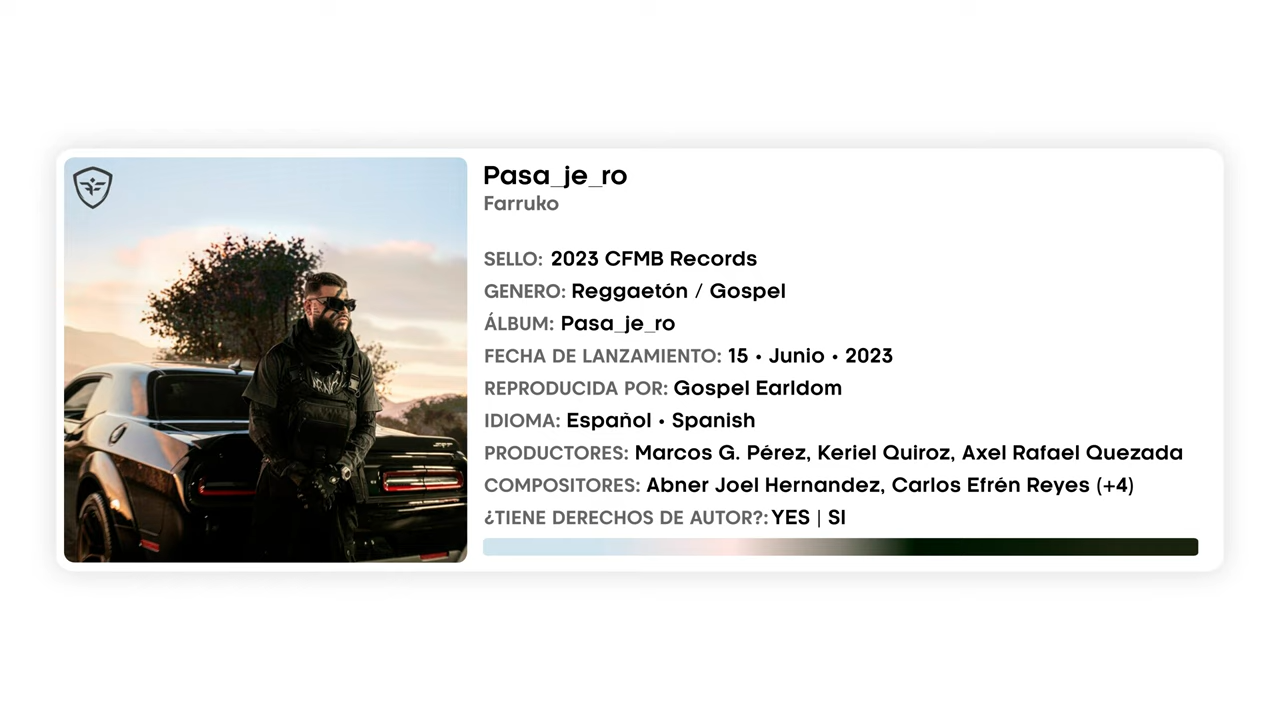 Pasa_je_ro
Farruko
SELLO: 2023 CFMB Records
GENERO: Reggaetón / Gospel
ÁLBUM: Pasa_je_ro
FECHA DE LANZAMIENTO: 15 • Junio • 2023
REPRODUCIDA POR: Gospel Earldom
IDIOMA: Español • Spanish
PRODUCTORES: Marcos G. Pérez, Keriel Quiroz, Axel Rafael Quezada
COMPOSITORES: Abner Joel Hernandez, Carlos Efrén Reyes (+4)
¿TIENE DERECHOS DE AUTOR?: YES | SI